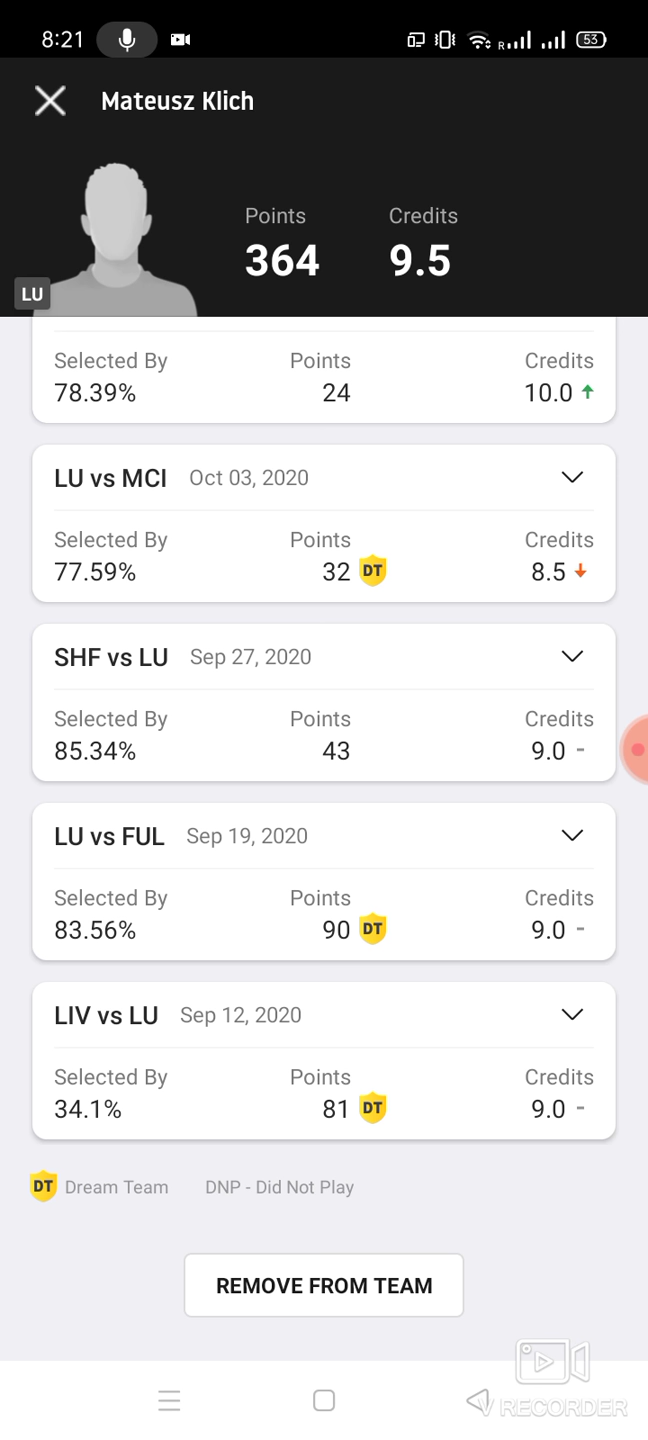 8:21
R
53
Mateusz Klich
Points Credits
364 9.5
LU
Selected By Points Credits
78.39% 24 10.0
LU vs MCI Oct 03, 2020
Selected By Points Credits
77.59% 32 DT 8.5
SHF vs LU Sep 27, 2020
Selected By Points Credits
85.34% 43 9.0 -
LU vs FUL Sep 19, 2020
Selected By Points Credits
83.56% 90 DT 9.0 -
LIV vs LU Sep 12, 2020
Selected By Points Credits
34.1% 81 DT 9.0 -
DT Dream Team DNP - Did Not Play
REMOVE FROM TEAM
V RECORDER